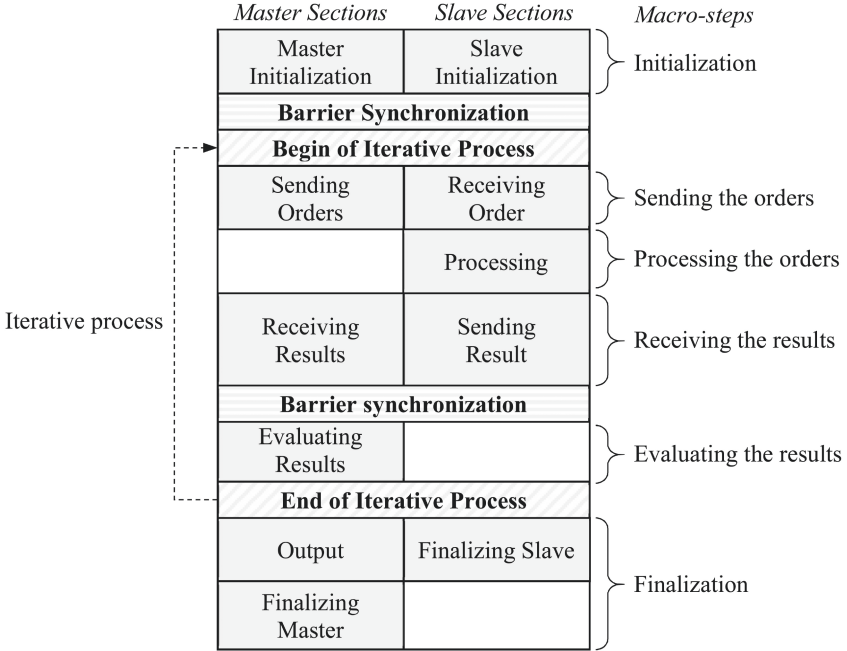 Master Sections
Slave Sections
Macro-steps
Master
Initialization
Slave
Initialization
Initialization
Barrier Synchronization
Begin of Iterative Process
Sending
Orders
Receiving
Order
Sending the orders
Processing
Processing the orders
Iterative process
Receiving
Results
Sending
Result
Receiving the results
Barrier synchronization
Evaluating
Results
Evaluating the results
End of Iterative Process
Output
Finalizing Slave
Finalization
Finalizing
Master